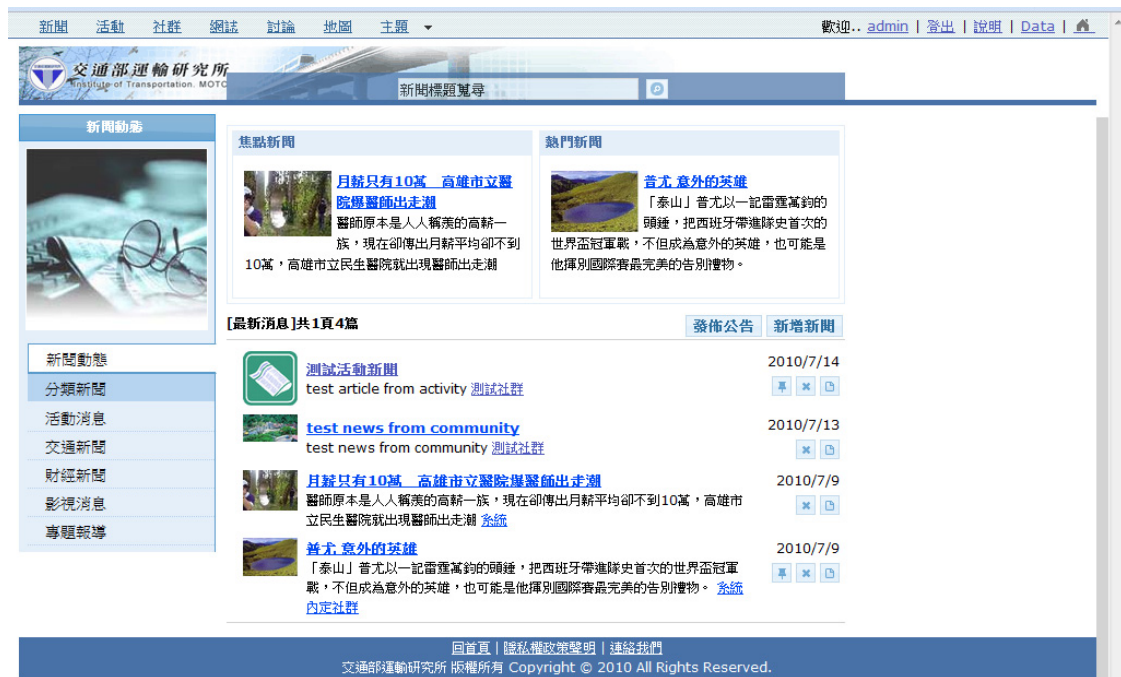 新聞 活動 社群 網誌 討論 地圖 主題
歡迎.. admin | 登出 | 說明 | Data |
交通部運輸研究所
Institute of Transportation. MOTC
新聞標題蒐尋
新聞動態
焦點新聞
月薪只有10萬 高雄市立醫
院爆醫師出走潮
醫師原本是人人稱羨的高薪一
族，現在卻傳出月薪平均卻不到
10萬，高雄市立民生醫院就出現醫師出走潮
熱門新聞
普尤 意外的英雄
「泰山」普尤以一記雷霆萬鈞的
頭錘，把西班牙帶進隊史首次的
世界盃冠軍戰，不但成為意外的英雄，也可能是
他揮別國際賽最完美的告別禮物。
新聞動態
分類新聞
活動消息
交通新聞
財經新聞
影視消息
專題報導
[最新消息]共1頁4篇
發佈公告 新增新聞
測試活動新聞
2010/7/14
test article from activity 測試社群
test news from community
2010/7/13
test news from community 測試社群
月薪只有10萬 高雄市立醫院爆醫師出走潮
2010/7/9
醫師原本是人人稱羨的高薪一族，現在卻傳出月薪平均卻不到10萬，高雄市
立民生醫院就出現醫師出走潮 系統
普尤 意外的英雄
2010/7/9
「泰山」普尤以一記雷霆萬鈞的頭錘，把西班牙帶進隊史首次的世界盃冠軍
戰，不但成為意外的英雄，也可能是他揮別國際賽最完美的告別禮物。 系統
內定社群
回首頁 | 隱私權政策聲明 | 連絡我們
交通部運輸研究所 版權所有 Copyright © 2010 All Rights Reserved.